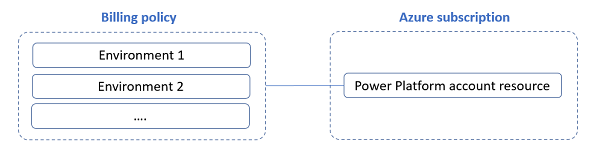 Billing policy
Azure subscription
Environment 1
Environment 2
....
Power Platform account resource